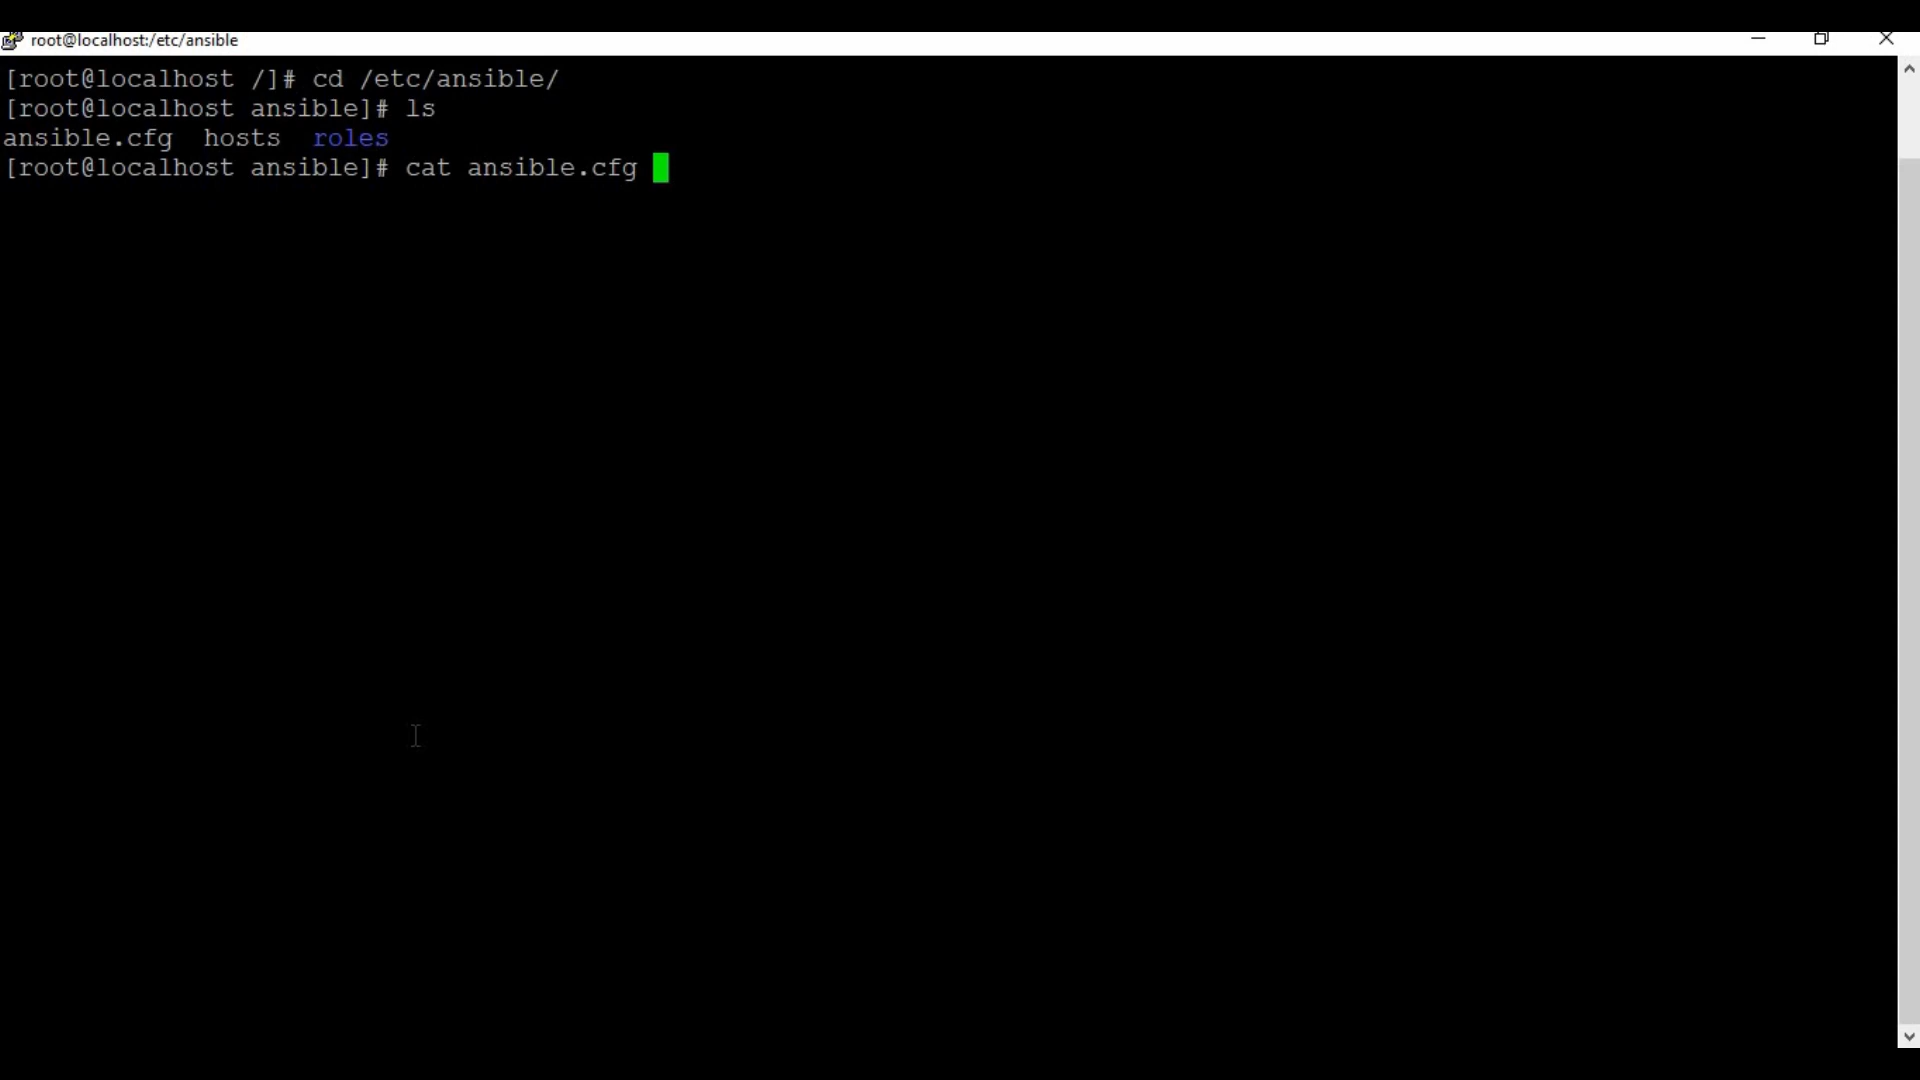 root@localhost:/etc/ansible
[root@localhost /]# cd /etc/ansible/
[root@localhost ansible]# ls
ansible.cfg  hosts  roles
[root@localhost ansible]# cat ansible.cfg